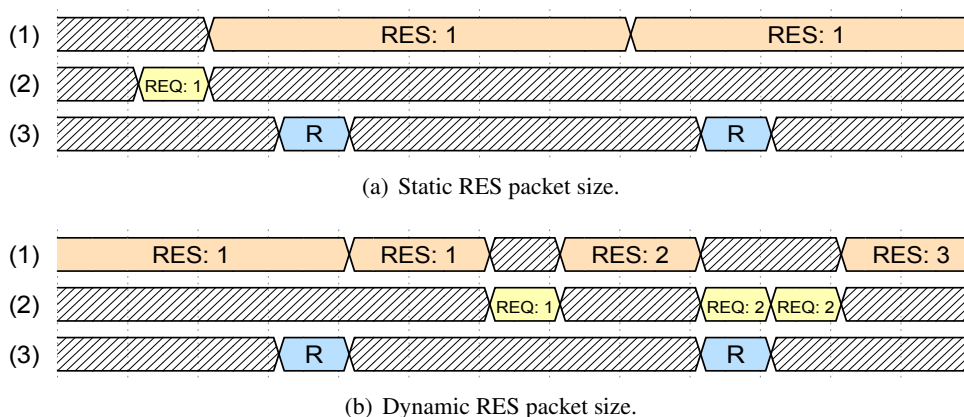 (1) RES: 1 RES: 1
(2) REQ: 1
(3) R R
(a) Static RES packet size.
(1) RES: 1 RES: 1 RES: 2 RES: 3
(2) REQ: 1 REQ: 2 REQ: 2
(3) R R
(b) Dynamic RES packet size.